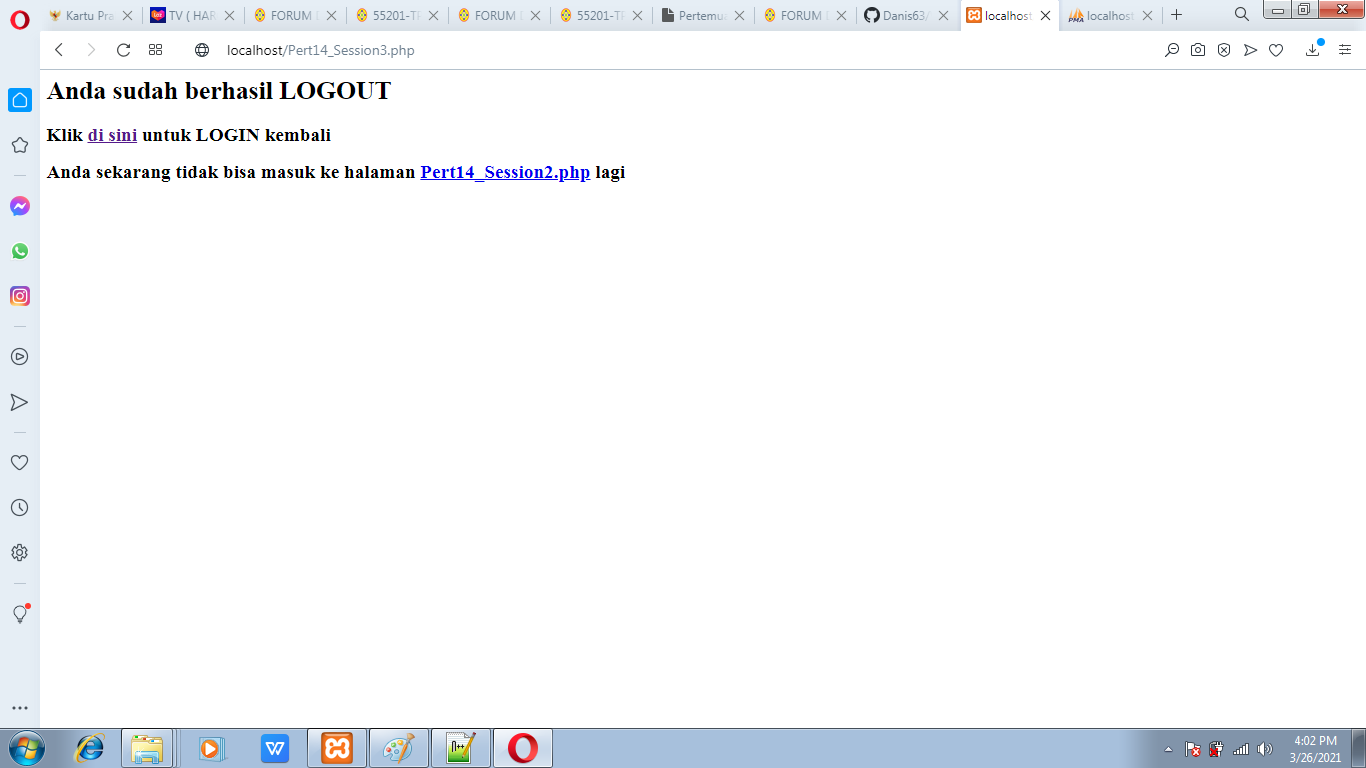 Kartu Pra
TV ( HAR
FORUM D
55201-TI
FORUM D
55201-TI
Pertemua
FORUM D
Danis63/
localhost
localhost
localhost/Pert14_Session3.php
Anda sudah berhasil LOGOUT
Klik di sini untuk LOGIN kembali
Anda sekarang tidak bisa masuk ke halaman Pert14_Session2.php lagi
4:02 PM
3/26/2021